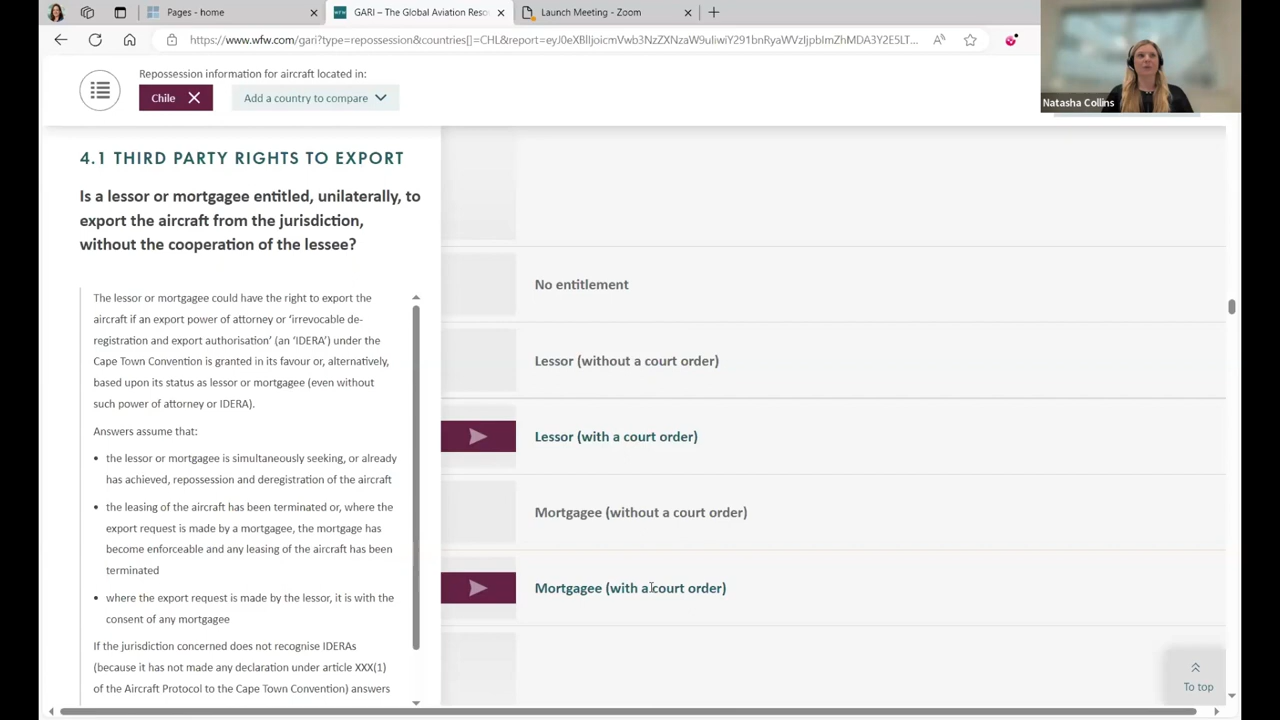 Pages - home
GARI – The Global Aviation Reso
Launch Meeting - Zoom
Repossession information for aircraft located in:
Chile
Add a country to compare
Natasha Collins
4.1 THIRD PARTY RIGHTS TO EXPORT
Is a lessor or mortgagee entitled, unilaterally, to
export the aircraft from the jurisdiction,
without the cooperation of the lessee?
The lessor or mortgagee could have the right to export the
aircraft if an export power of attorney or ‘irrevocable de-
registration and export authorisation’ (an ‘IDERA’) under the
Cape Town Convention is granted in its favour or, alternatively,
based upon its status as lessor or mortgagee (even without
such power of attorney or IDERA).
Answers assume that:
• the lessor or mortgagee is simultaneously seeking, or already
has achieved, repossession and deregistration of the aircraft
• the leasing of the aircraft has been terminated or, where the
export request is made by a mortgagee, the mortgage has
become enforceable and any leasing of the aircraft has been
terminated
• where the export request is made by the lessor, it is with the
consent of any mortgagee
If the jurisdiction concerned does not recognise IDERAs
(because it has not made any declaration under article XXX(1)
of the Aircraft Protocol to the Cape Town Convention) answers
No entitlement
Lessor (without a court order)
Lessor (with a court order)
Mortgagee (without a court order)
Mortgagee (with a court order)
To top